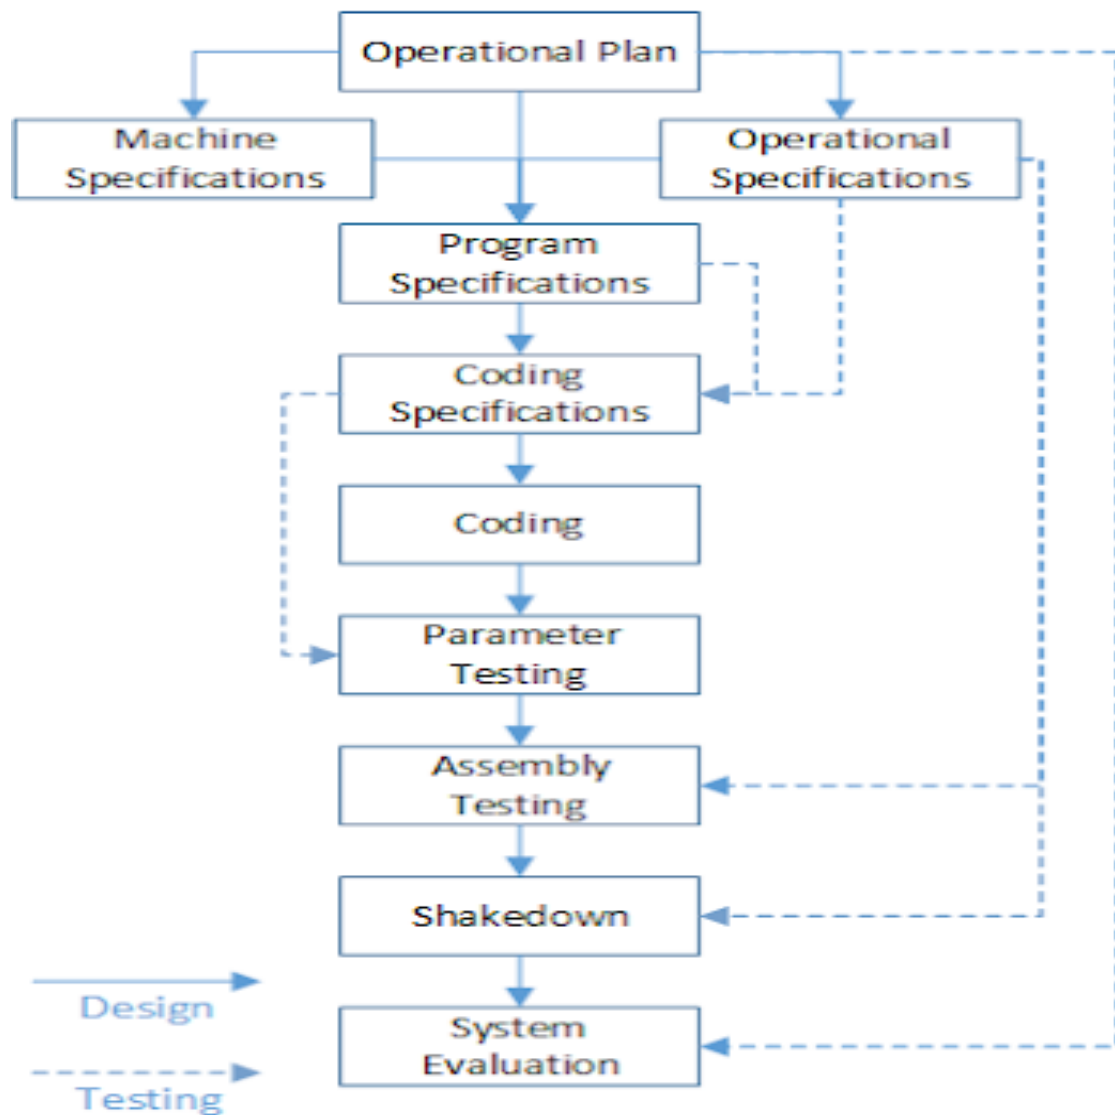 Operational Plan
Machine
Specifications
Operational
Specifications
Program
Specifications
Coding
Specifications
Coding
Parameter
Testing
Assembly
Testing
Shakedown
System
Evaluation
Design
Testing